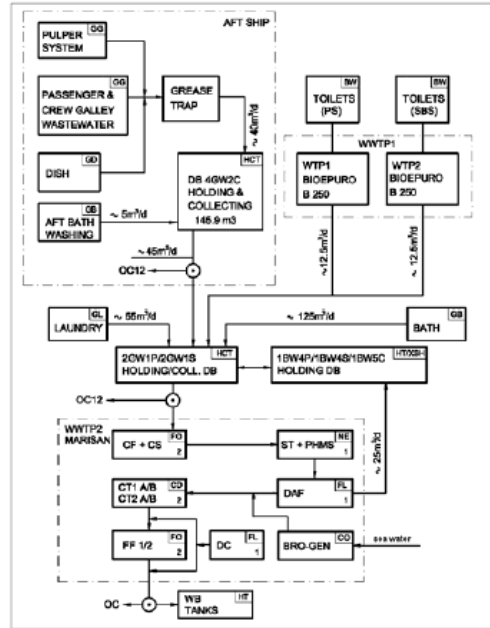 AFT SHIP
GG
PULPER
SYSTEM
GG
PASSENGER &
CREW GALLEY
WASTEWATER
GREASE
TRAP
GD
DISH
GB
AFT BATH
WASHING
~ 5m³/d
~ 40m³/d
HCT
DB 4GW2C
HOLDING &
COLLECTING
145.9 m3
~ 45m³/d
OC12
BW
TOILETS
(PS)
BW
TOILETS
(SBS)
WWTP1
WTP1
BIOEPURO
B 250
WTP2
BIOEPURO
B 250
~12.5m³/d
~12.5m³/d
GL
LAUNDRY
~ 55m³/d
~ 125m³/d
GB
BATH
HCT
2GW1P/2GW1S
HOLDING/COLL. DB
HT/XSH
1BW4P/1BW4S/1BW5C
HOLDING DB
OC12
WWTP2
MARISAN
FO
CF + CS
2
NE
ST + PHMS
1
~ 25m³/d
CD
CT1 A/B
CT2 A/B
2
FL
DAF
1
FO
FF 1/2
2
FL
DC
1
CO
BRO-GEN
sea water
OC
HT
WB
TANKS